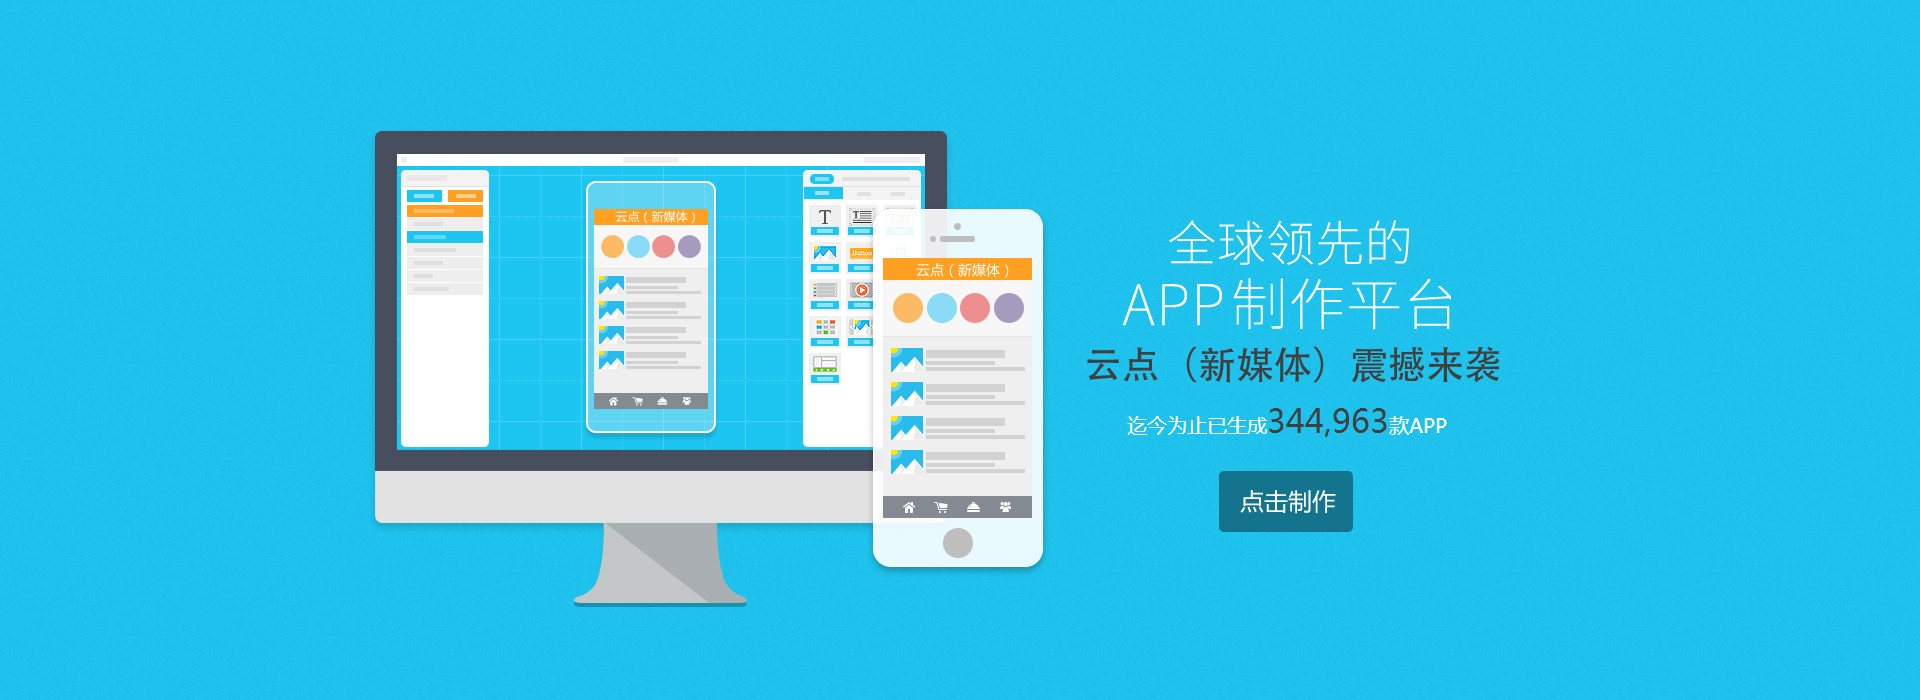 云点（新媒体）
T
T
Button
云点（新媒体）
全球领先的
APP制作平台
云点（新媒体）震撼来袭
迄今为止已生成344,963款APP
点击制作